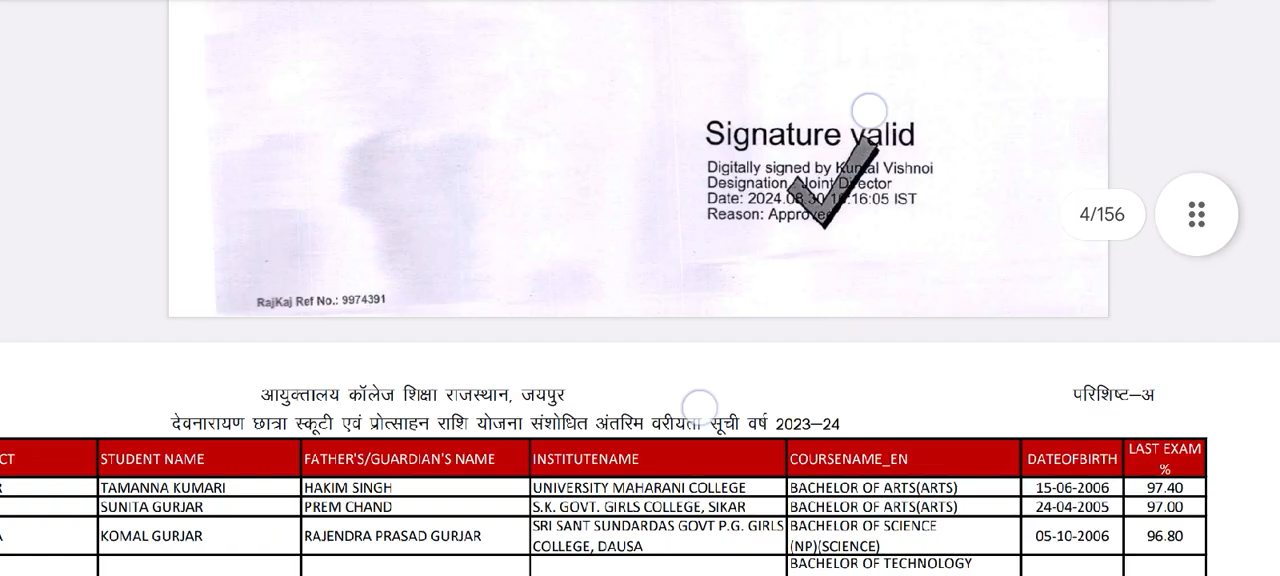 Signature valid
Digitally signed by Kuntal Vishnoi
Designation Joint Director
Date: 2024.08.30 16:16:05 IST
Reason: Approved
4/156
RajKaj Ref No.: 9974391
आयुक्तालय कॉलेज शिक्षा राजस्थान, जयपुर
परिशिष्ट–अ
देवनारायण छात्रा स्कूटी एवं प्रोत्साहन राशि योजना संशोधित अंतरिम वरीयता सूची वर्ष 2023–24
CT STUDENT NAME FATHER'S/GUARDIAN'S NAME INSTITUTENAME COURSENAME_EN DATEOFBIRTH LAST EXAM %
TAMANNA KUMARI HAKIM SINGH UNIVERSITY MAHARANI COLLEGE BACHELOR OF ARTS(ARTS) 15-06-2006 97.40
SUNITA GURJAR PREM CHAND S.K. GOVT. GIRLS COLLEGE, SIKAR BACHELOR OF ARTS(ARTS) 24-04-2005 97.00
KOMAL GURJAR RAJENDRA PRASAD GURJAR SRI SANT SUNDARDAS GOVT P.G. GIRLS COLLEGE, DAUSA BACHELOR OF SCIENCE (NP)(SCIENCE) 05-10-2006 96.80
BACHELOR OF TECHNOLOGY